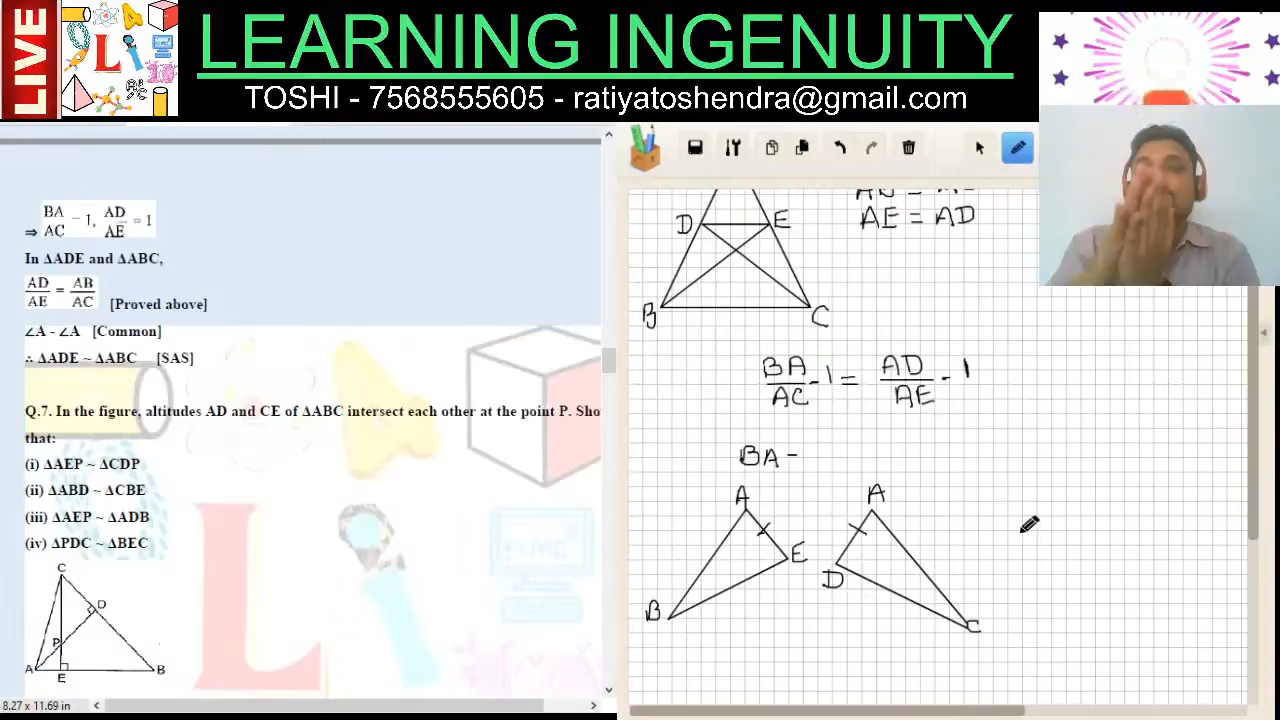 LIVE
LEARNING INGENUITY
TOSHI - 7568555605 - ratiyatoshendra@gmail.com
⇒ BA/AC - 1, AD/AE = 1
In ΔADE and ΔABC,
AD/AE = AB/AC [Proved above]
∠A - ∠A [Common]
∴ ΔADE ~ ΔABC [SAS]
Q.7. In the figure, altitudes AD and CE of ΔABC intersect each other at the point P. Sho
that:
(i) ΔAEP ~ ΔCDP
(ii) ΔABD ~ ΔCBE
(iii) ΔAEP ~ ΔADB
(iv) ΔPDC ~ ΔBEC
C
D
P
A
B
E
8.27 x 11.69 in
AE = AD
D
E
B
C
BA/AC - 1 = AD/AE - 1
BA -
A
A
E
D
B
C